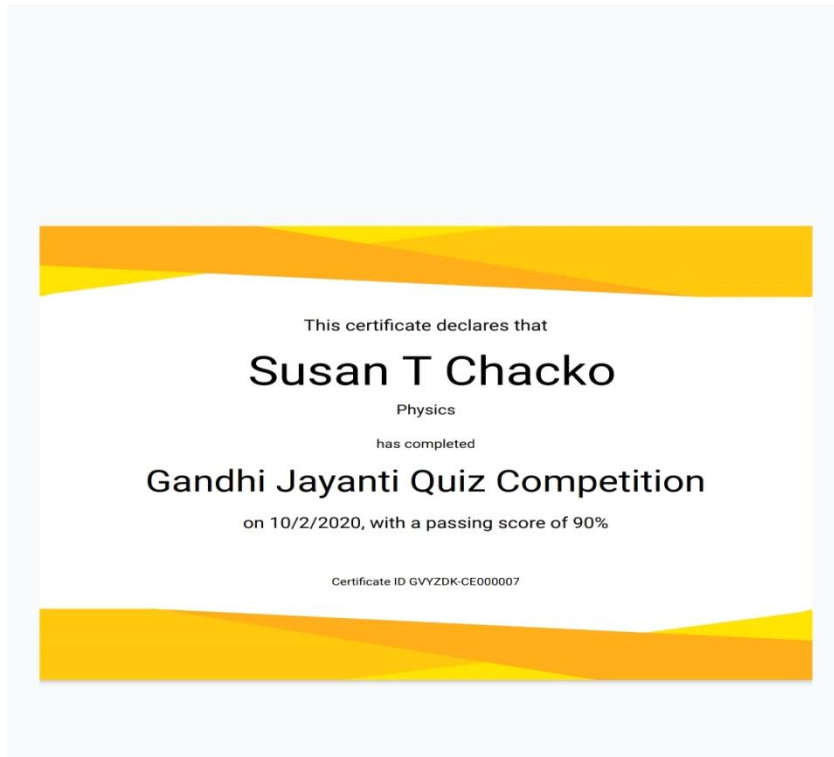 This certificate declares that
Susan T Chacko
Physics
has completed
Gandhi Jayanti Quiz Competition
on 10/2/2020, with a passing score of 90%
Certificate ID GVYZDK-CE000007